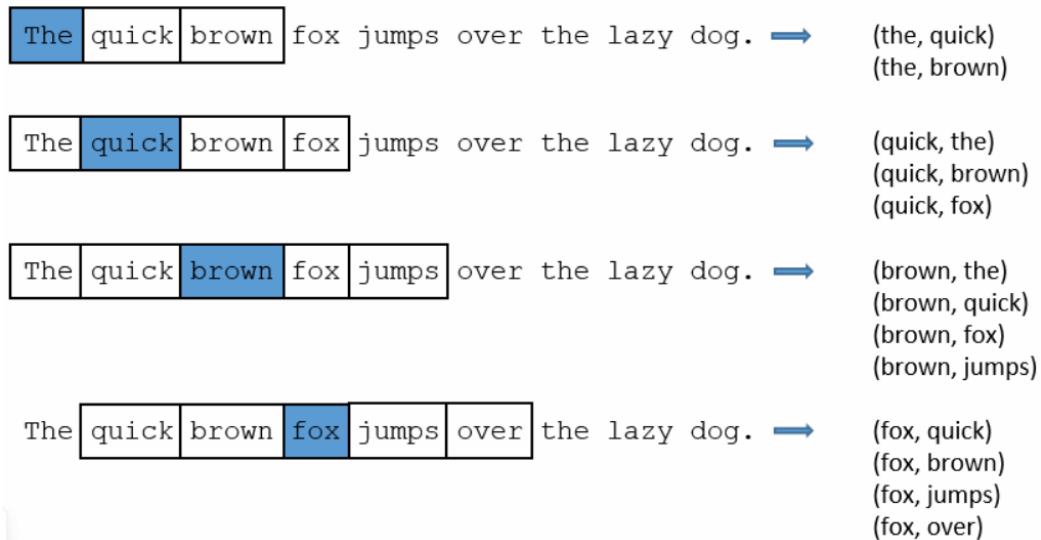 The quick brown fox jumps over the lazy dog.
(the, quick)
(the, brown)
The quick brown fox jumps over the lazy dog.
(quick, the)
(quick, brown)
(quick, fox)
The quick brown fox jumps over the lazy dog.
(brown, the)
(brown, quick)
(brown, fox)
(brown, jumps)
The quick brown fox jumps over the lazy dog.
(fox, quick)
(fox, brown)
(fox, jumps)
(fox, over)